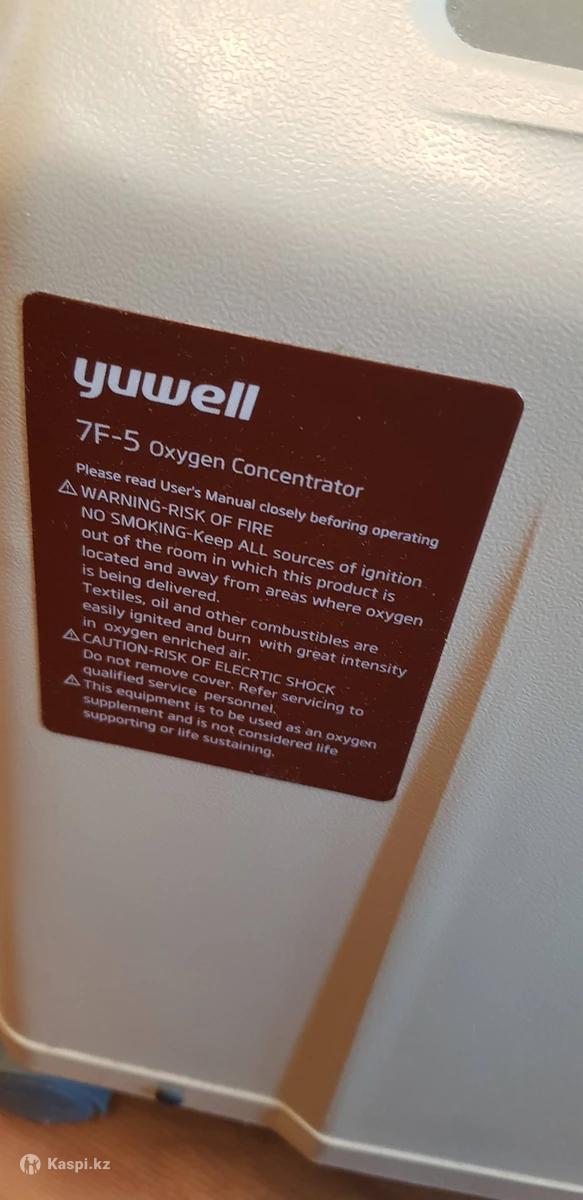 yuwell
7F-5 Oxygen Concentrator
Please read User's Manual closely beforing operating
⚠ WARNING-RISK OF FIRE
NO SMOKING-Keep ALL sources of ignition
out of the room in which this product is
located and away from areas where oxygen
is being delivered.
Textiles, oil and other combustibles are
easily ignited and burn with great intensity
in oxygen enriched air.
⚠ CAUTION-RISK OF ELECRTIC SHOCK
Do not remove cover. Refer servicing to
qualified service personnel.
⚠ This equipment is to be used as an oxygen
supplement and is not considered life
supporting or life sustaining.
Kaspi.kz